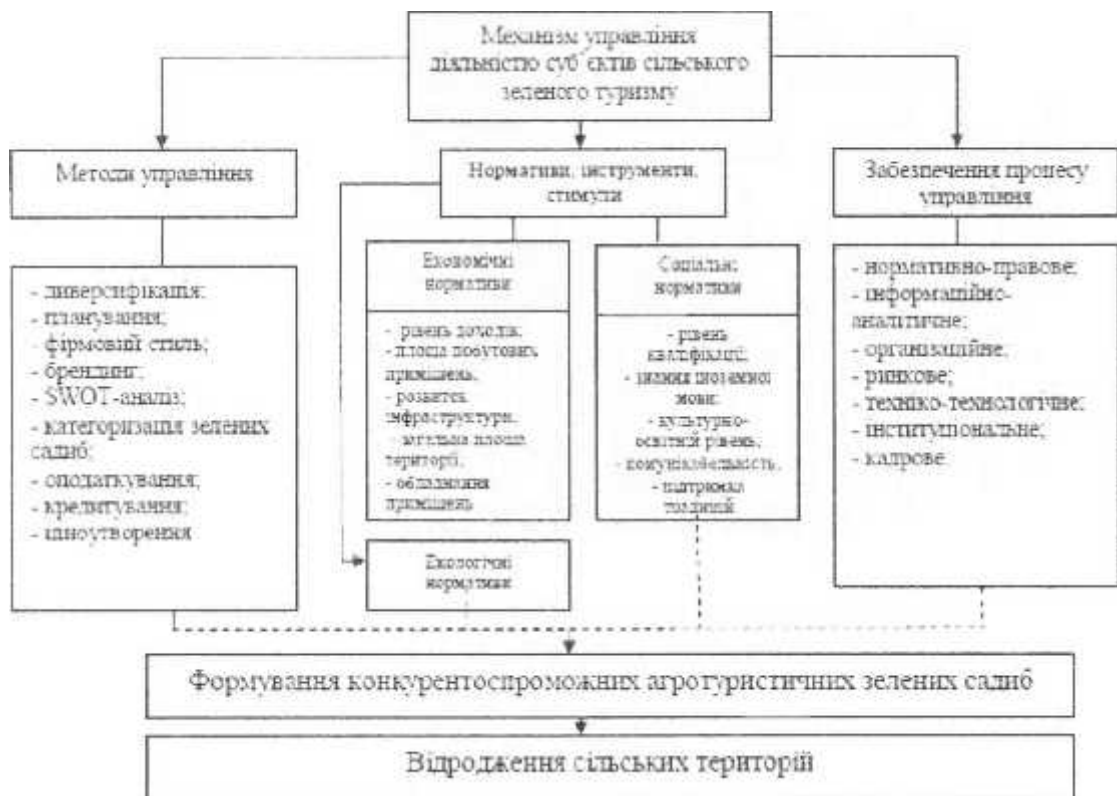 Механізм управління
діяльністю суб'єктів сільського
зеленого туризму
Методи управління
Нормативи, інструменти,
стимули
Забезпечення процесу
управління
- диверсифікація;
- планування;
- фірмовий стиль;
- брендинг;
- SWOT-аналіз;
- категоризація зелених
садиб;
- оподаткування;
- кредитування;
- ціноутворення
Економічні
нормативи
- рівень доходів;
- площа побутових
приміщень;
- розвиток
інфраструктури;
- загальна площа
території;
- обладнання
приміщень
Соціальні
нормативи
- рівень
кваліфікації;
- знання іноземної
мови;
- культурно-
освітній рівень;
- комунікабельність;
- підтримка
традицій
- нормативно-правове;
- інформаційно-
аналітичне;
- організаційне;
- ринкове;
- техніко-технологічне;
- інституціональне;
- кадрове.
Екологічні
нормативи
Формування конкурентоспроможних агротуристичних зелених садиб
Відродження сільських територій